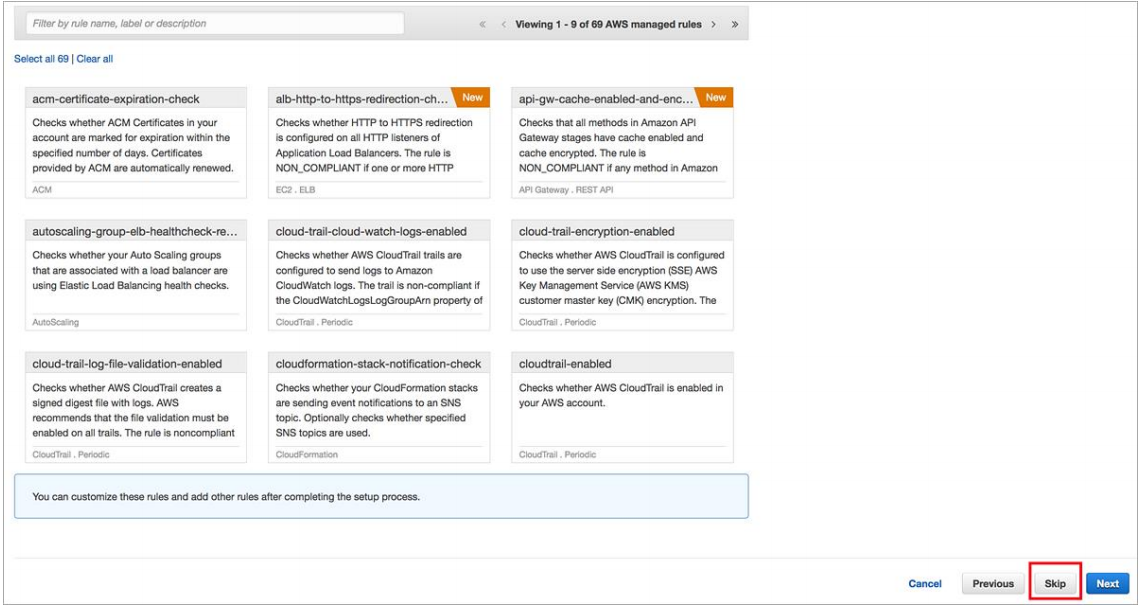 Filter by rule name, label or description
« < Viewing 1 - 9 of 69 AWS managed rules > »
Select all 69 | Clear all
acm-certificate-expiration-check
Checks whether ACM Certificates in your
account are marked for expiration within the
specified number of days. Certificates
provided by ACM are automatically renewed.
ACM
alb-http-to-https-redirection-ch...
New
Checks whether HTTP to HTTPS redirection
is configured on all HTTP listeners of
Application Load Balancers. The rule is
NON_COMPLIANT if one or more HTTP
EC2 . ELB
api-gw-cache-enabled-and-enc...
New
Checks that all methods in Amazon API
Gateway stages have cache enabled and
cache encrypted. The rule is
NON_COMPLIANT if any method in Amazon
API Gateway . REST API
autoscaling-group-elb-healthcheck-re...
Checks whether your Auto Scaling groups
that are associated with a load balancer are
using Elastic Load Balancing health checks.
AutoScaling
cloud-trail-cloud-watch-logs-enabled
Checks whether AWS CloudTrail trails are
configured to send logs to Amazon
CloudWatch logs. The trail is non-compliant if
the CloudWatchLogsLogGroupArn property of
CloudTrail . Periodic
cloud-trail-encryption-enabled
Checks whether AWS CloudTrail is configured
to use the server side encryption (SSE) AWS
Key Management Service (AWS KMS)
customer master key (CMK) encryption. The
CloudTrail . Periodic
cloud-trail-log-file-validation-enabled
Checks whether AWS CloudTrail creates a
signed digest file with logs. AWS
recommends that the file validation must be
enabled on all trails. The rule is noncompliant
CloudTrail . Periodic
cloudformation-stack-notification-check
Checks whether your CloudFormation stacks
are sending event notifications to an SNS
topic. Optionally checks whether specified
SNS topics are used.
CloudFormation
cloudtrail-enabled
Checks whether AWS CloudTrail is enabled in
your AWS account.
CloudTrail . Periodic
You can customize these rules and add other rules after completing the setup process.
Cancel Previous Skip Next